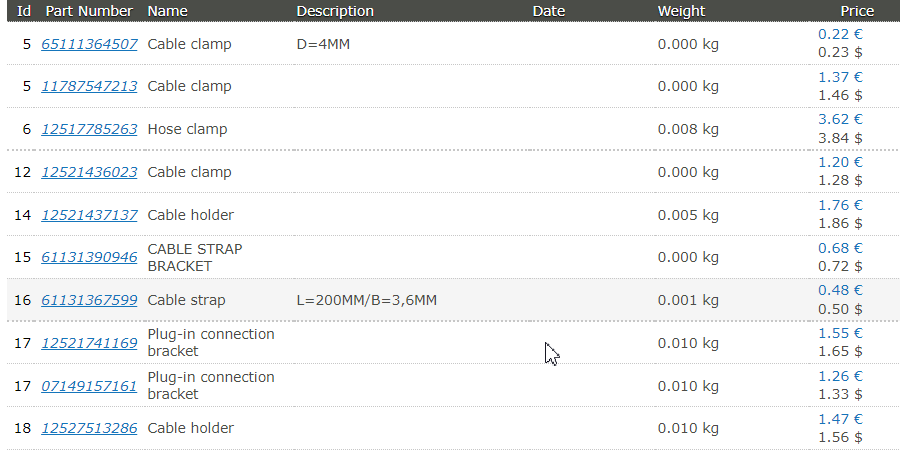 Id Part Number Name Description Date Weight Price
5 65111364507 Cable clamp D=4MM 0.000 kg 0.22 €
0.23 $
5 11787547213 Cable clamp 0.000 kg 1.37 €
1.46 $
6 12517785263 Hose clamp 0.008 kg 3.62 €
3.84 $
12 12521436023 Cable clamp 0.000 kg 1.20 €
1.28 $
14 12521437137 Cable holder 0.005 kg 1.76 €
1.86 $
15 61131390946 CABLE STRAP BRACKET 0.000 kg 0.68 €
0.72 $
16 61131367599 Cable strap L=200MM/B=3,6MM 0.001 kg 0.48 €
0.50 $
17 12521741169 Plug-in connection bracket 0.010 kg 1.55 €
1.65 $
17 07149157161 Plug-in connection bracket 0.010 kg 1.26 €
1.33 $
18 12527513286 Cable holder 0.010 kg 1.47 €
1.56 $